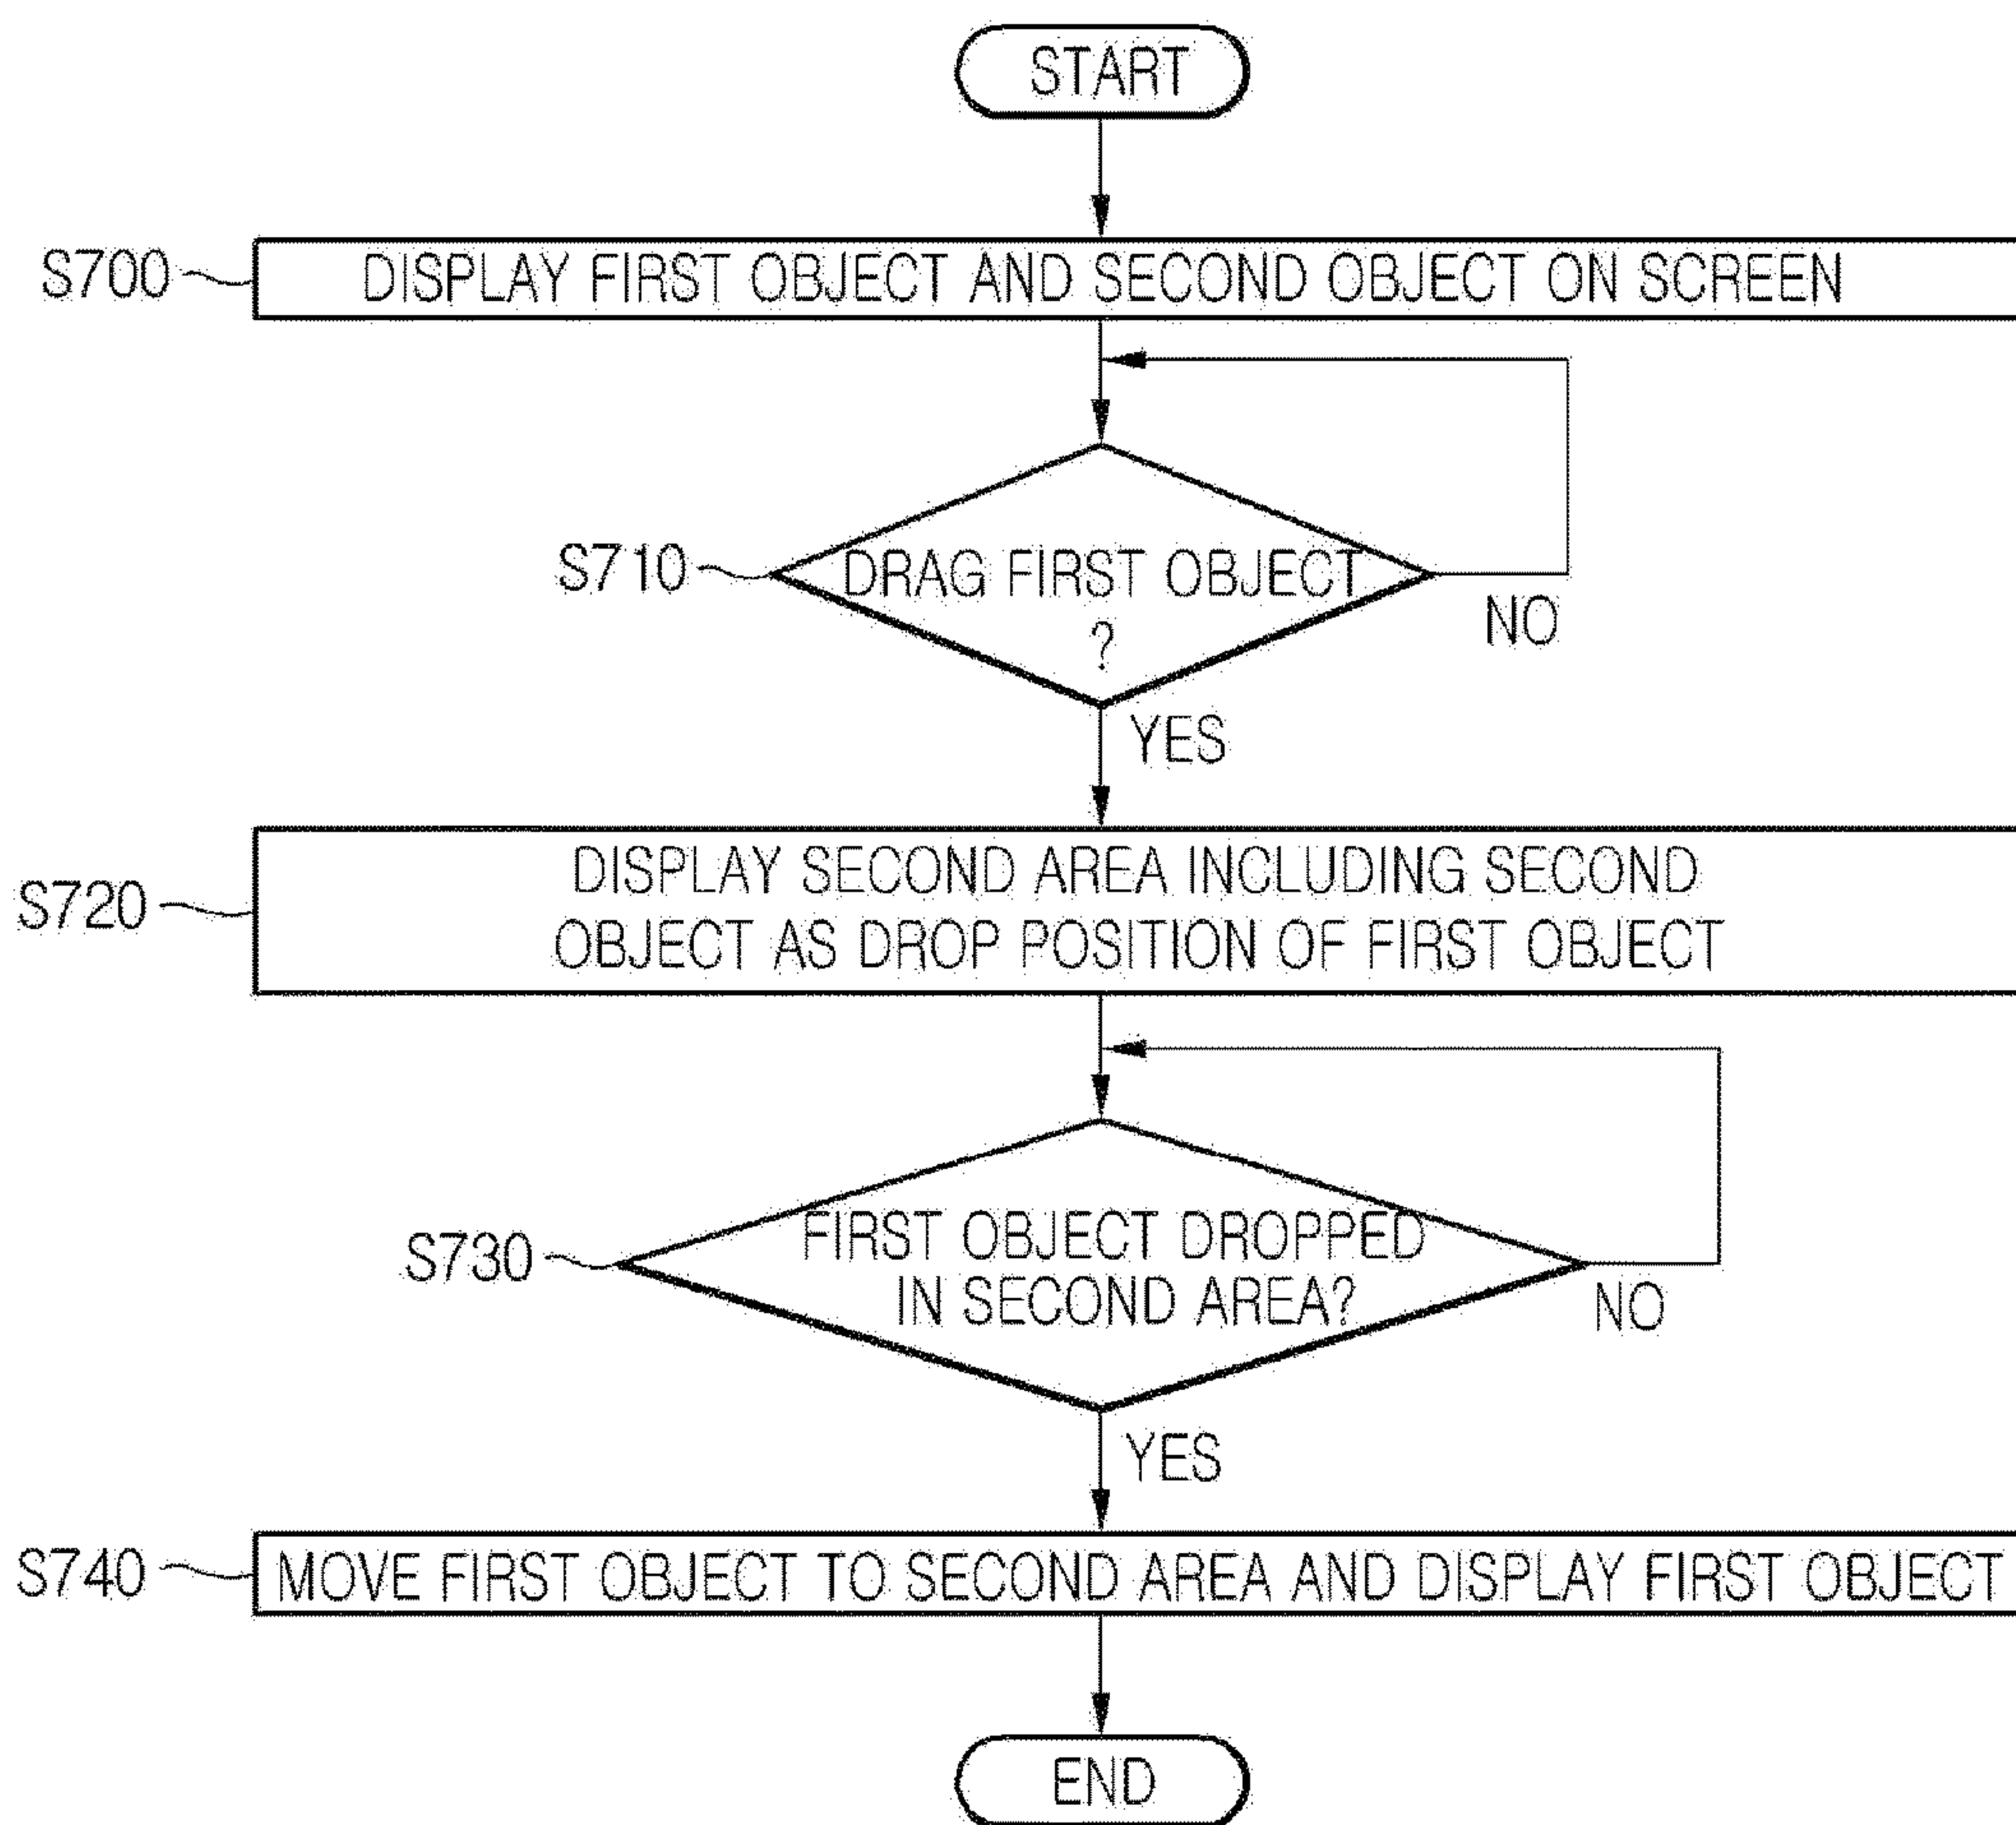 START
S700
DISPLAY FIRST OBJECT AND SECOND OBJECT ON SCREEN
S710
DRAG FIRST OBJECT
?
NO
YES
S720
DISPLAY SECOND AREA INCLUDING SECOND
OBJECT AS DROP POSITION OF FIRST OBJECT
S730
FIRST OBJECT DROPPED
IN SECOND AREA?
NO
YES
S740
MOVE FIRST OBJECT TO SECOND AREA AND DISPLAY FIRST OBJECT
END